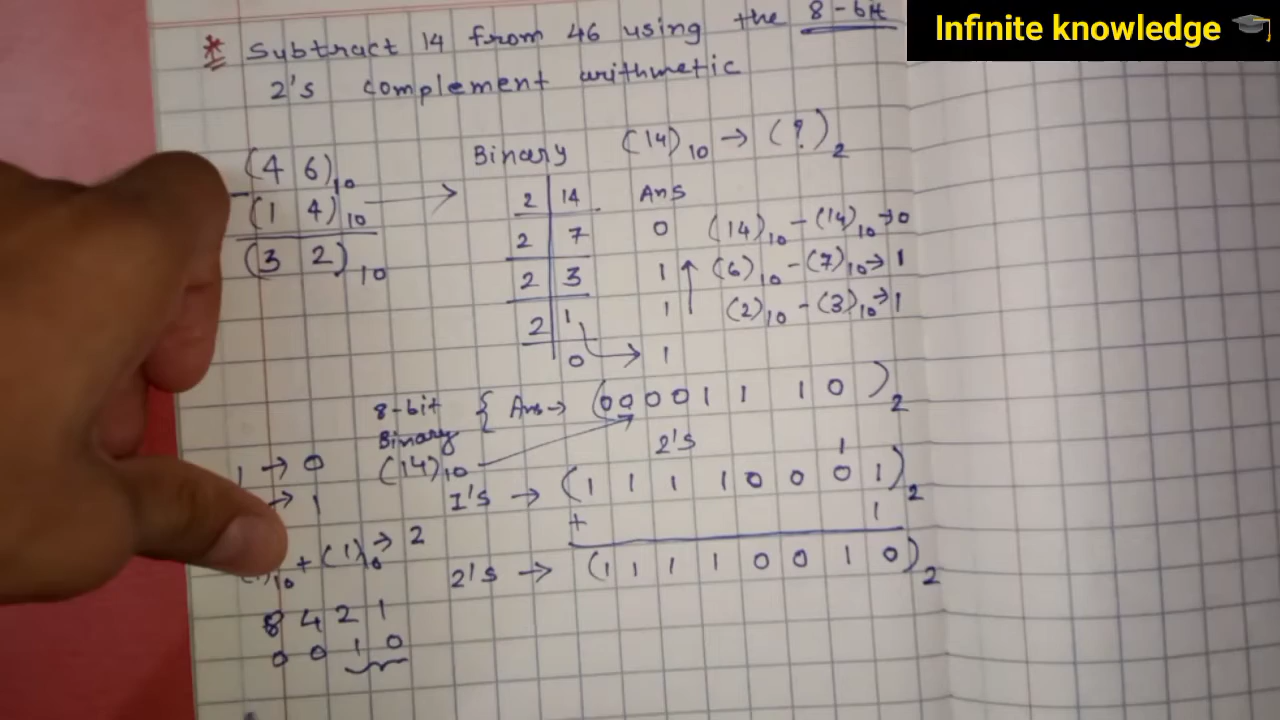 Infinite knowledge
* Subtract 14 from 46 using the 8-bit
2's complement arithmetic
(4 6)10
-(1 4)10
(3 2)10
Binary (14)10 → (?)2
2 14 Ans
2 7 0 (14)10 - (14)10 → 0
2 3 1 (6)10 - (7)10 → 1
2 1 1 (2)10 - (3)10 → 1
0 → 1
8-bit { Ans → (0 0 0 0 1 1 1 0)2
Binary
(14)10
2's
1
1's → (1 1 1 1 0 0 0 1)2
+ 1
2's → (1 1 1 1 0 0 1 0)2
1 → 0
→ 1
)10 + (1)10 → 2
8 4 2 1
0 0 1 0